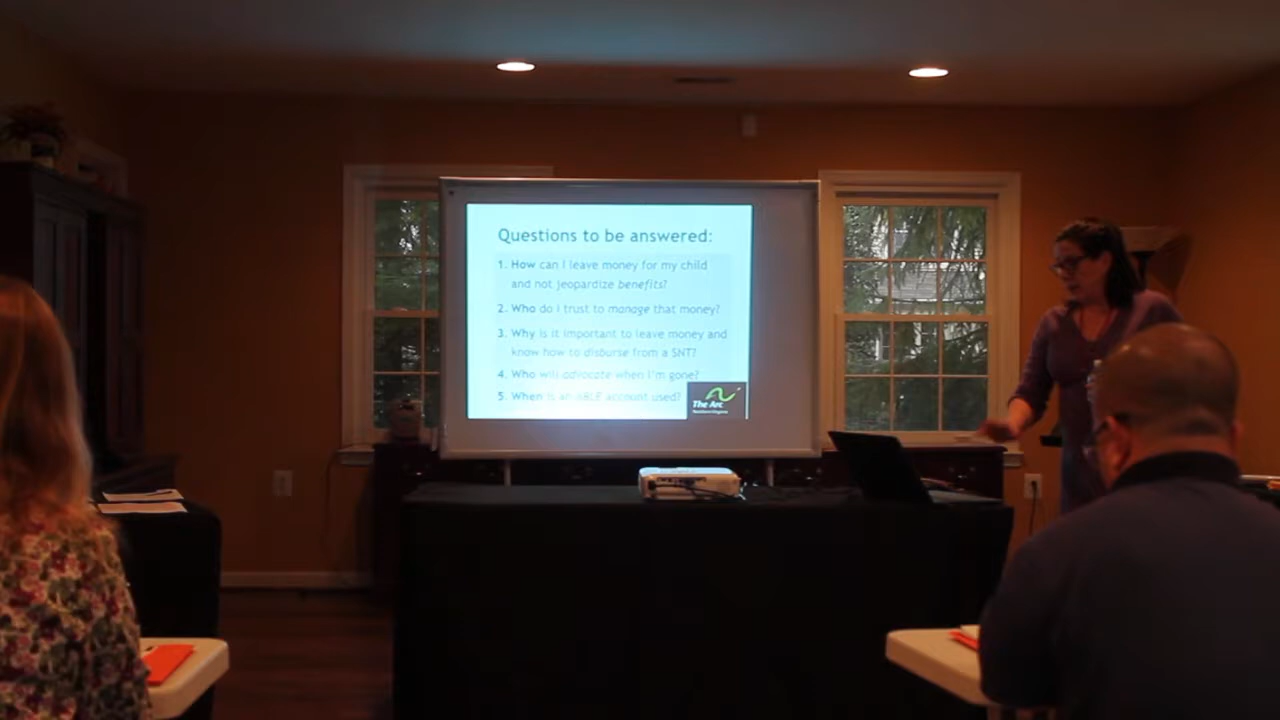 Questions to be answered:
1. How can I leave money for my child
and not jeopardize benefits?
2. Who do I trust to manage that money?
3. Why is it important to leave money and
know how to disburse from a SNT?
4. Who will advocate when I'm gone?
5. When is an ABLE account used?
The Arc